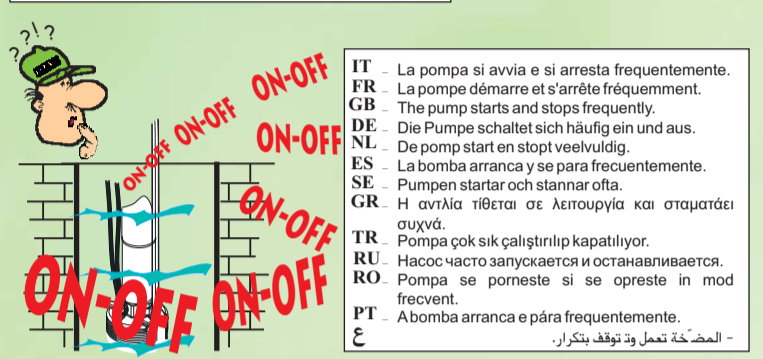 ??!?
ON-OFF
ON-OFF
ON-OFF
ON-OFF
ON-OFF
ON-OFF
ON-OFF
IT - La pompa si avvia e si arresta frequentemente.
FR - La pompe démarre et s'arrête fréquemment.
GB - The pump starts and stops frequently.
DE - Die Pumpe schaltet sich häufig ein und aus.
NL - De pomp start en stopt veelvuldig.
ES - La bomba arranca y se para frecuentemente.
SE - Pumpen startar och stannar ofta.
GR - Η αντλία τίθεται σε λειτουργία και σταματάει
συχνά.
TR - Pompa çok sık çalıştırılıp kapatılıyor.
RU - Насос часто запускается и останавливается.
RO - Pompa se porneste si se opreste in mod
frecvent.
PT - A bomba arranca e pára frequentemente.
ع - المضخّة تعمل وتـتوقف بتكرار.